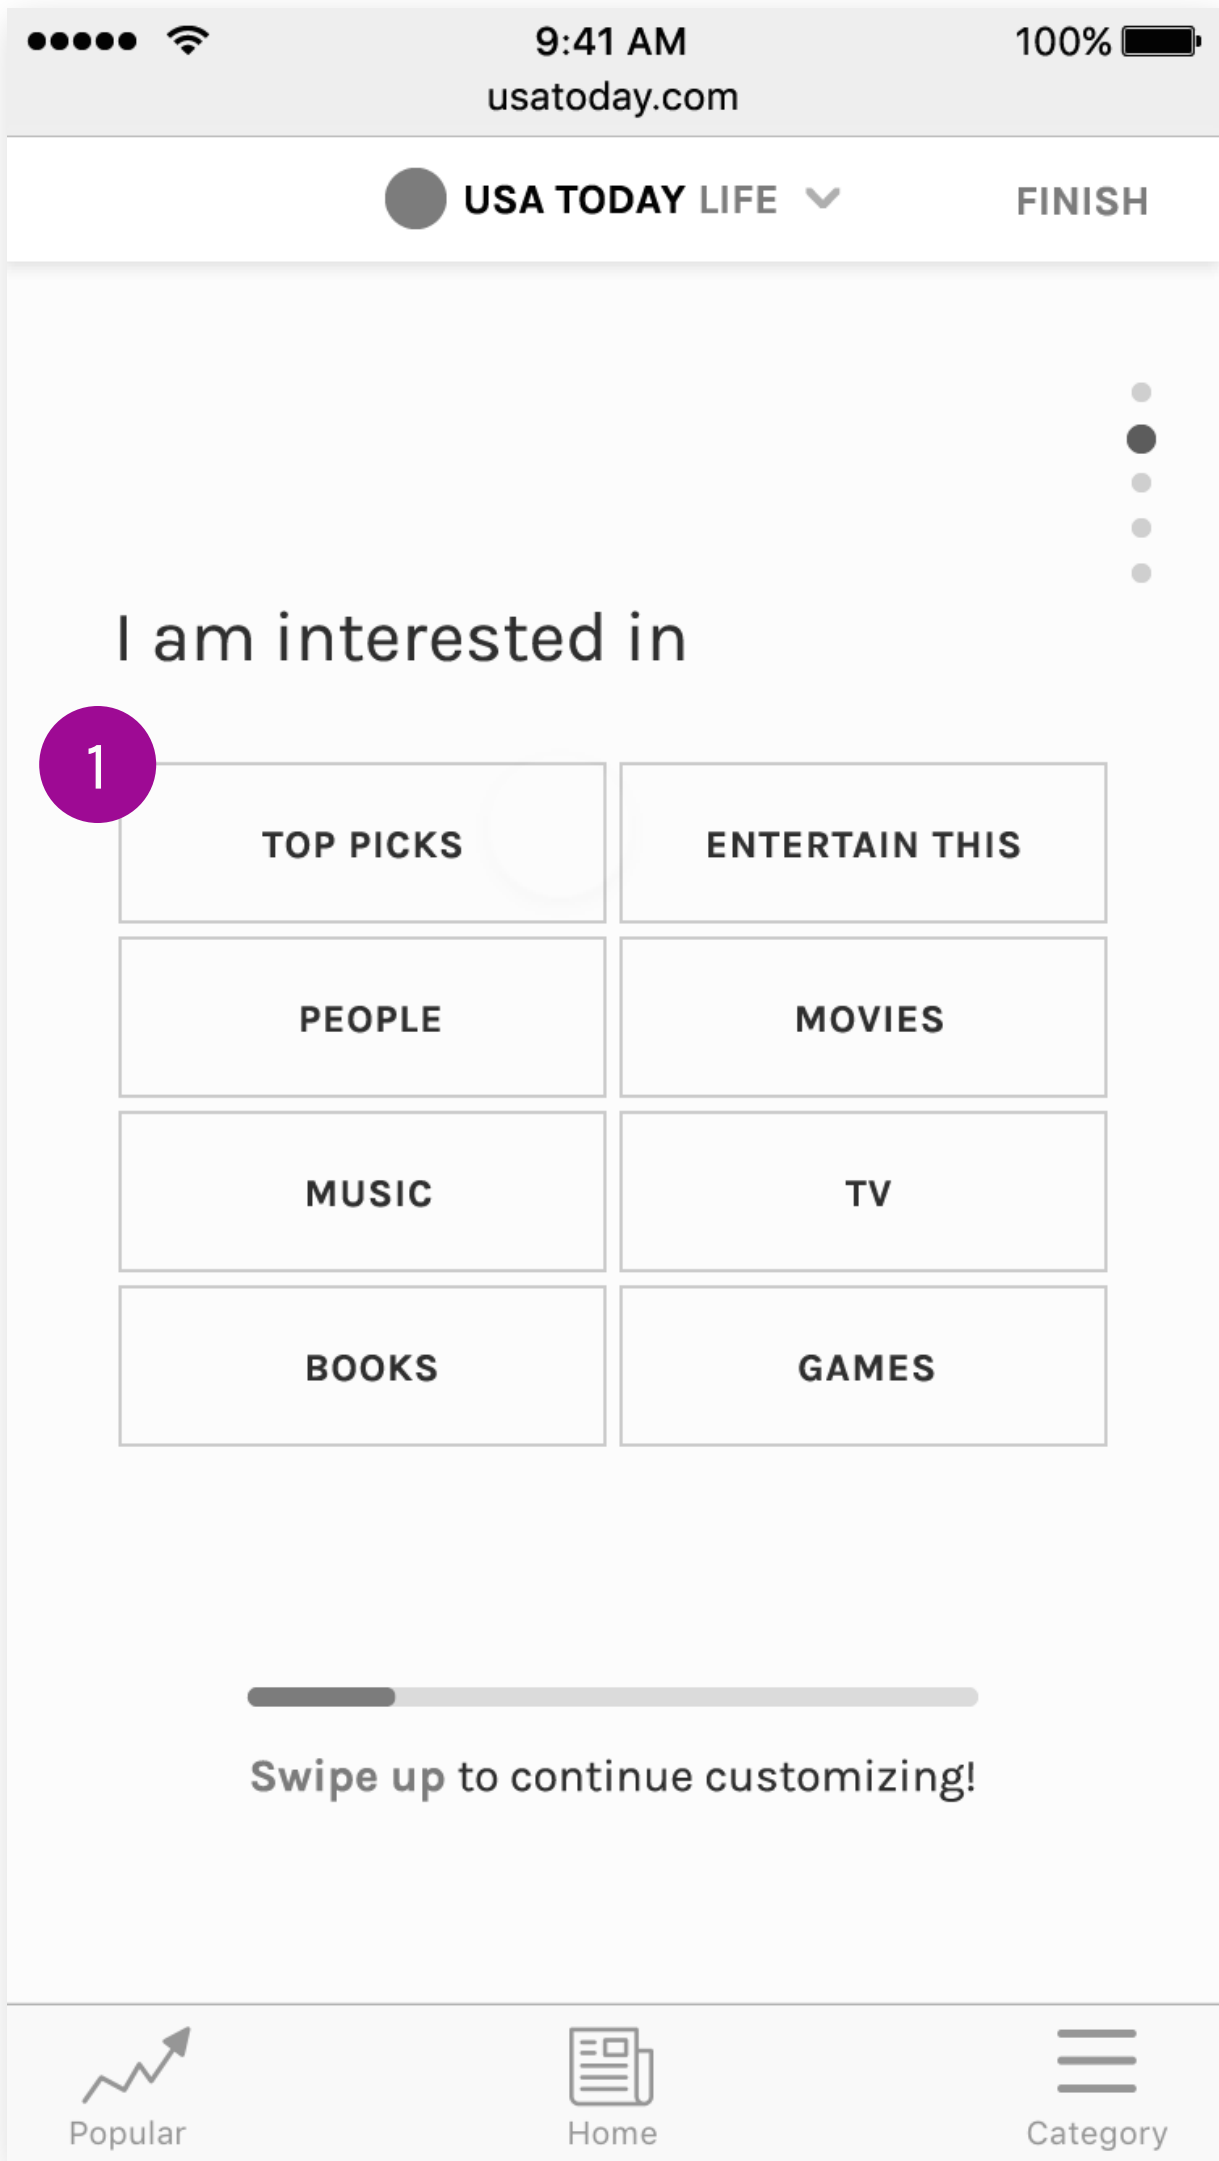 9:41 AM
100%
usatoday.com
USA TODAY LIFE
FINISH
I am interested in
1
TOP PICKS
ENTERTAIN THIS
PEOPLE
MOVIES
MUSIC
TV
BOOKS
GAMES
Swipe up to continue customizing!
Popular
Home
Category